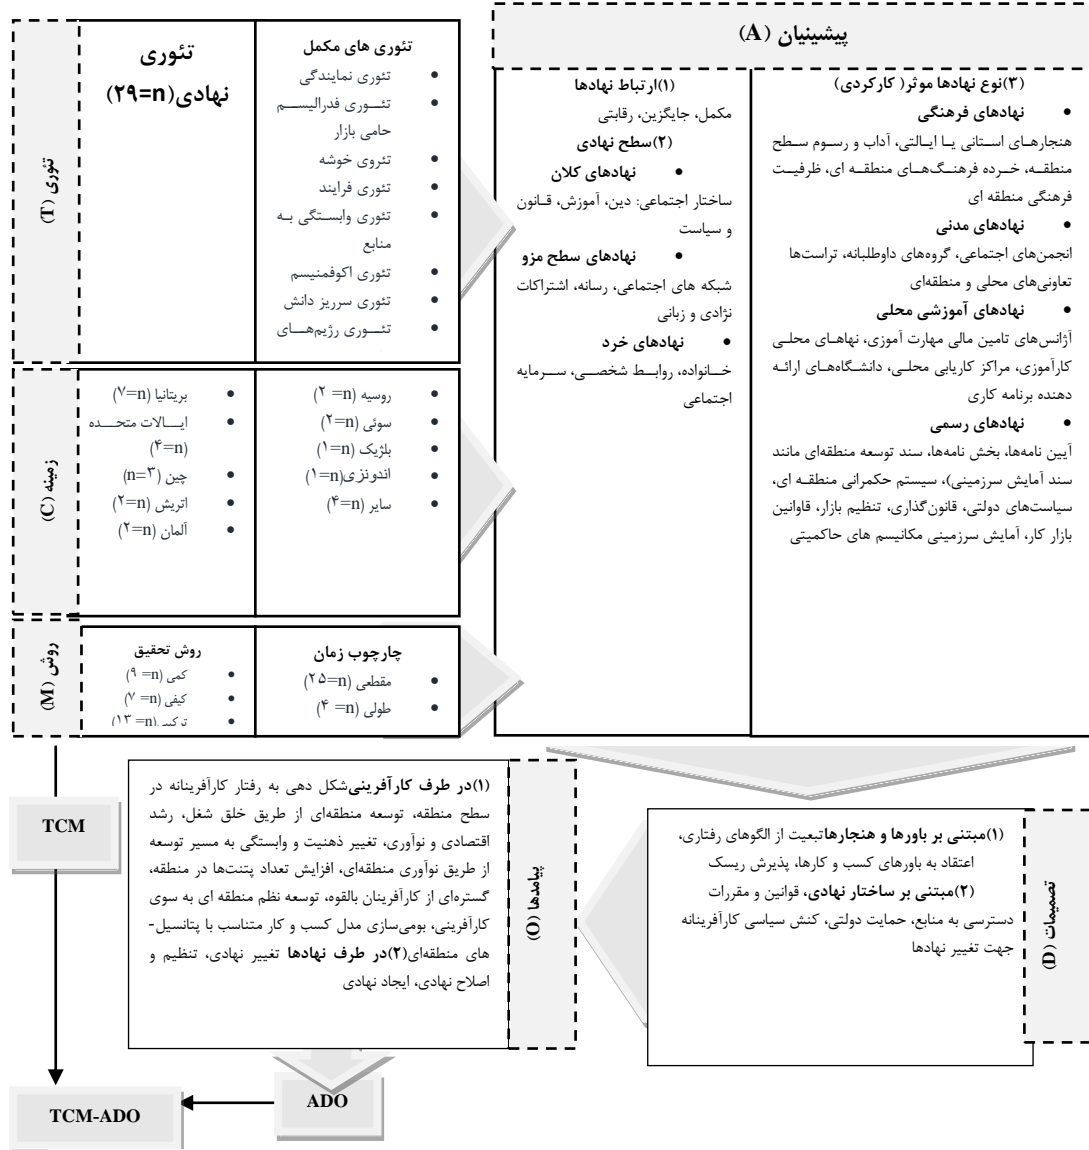 پیشینیان (A)
(۳)نوع نهادها موثر( کارکردی)
• نهادهای فرهنگی
هنجارهای استانی یا ایالتی، آداب و رسوم سطح
منطقه، خرده فرهنگ‌های منطقه ای، ظرفیت
فرهنگی منطقه ای
• نهادهای مدنی
انجمن‌های اجتماعی، گروه‌های داوطلبانه، تراست‌ها
تعاونی‌های محلی و منطقه‌ای
• نهادهای آموزشی محلی
آژانس‌های تامین مالی مهارت آموزی، نهاهای محلی
کارآموزی، مراکز کاریابی محلی، دانشگاه‌های ارائه
دهنده برنامه کاری
• نهادهای رسمی
آیین نامه‌ها، بخش نامه‌ها، سند توسعه منطقه‌ای مانند
سند آمایش سرزمینی)، سیستم حکمرانی منطقه ای،
سیاست‌های دولتی، قانون‌گذاری، تنظیم بازار، قاوانین
بازار کار، آمایش سرزمینی مکانیسم های حاکمیتی
(۱)ارتباط نهادها
مکمل، جایگزین، رقابتی
(۲)سطح نهادی
• نهادهای کلان
ساختار اجتماعی: دین، آموزش، قانون
و سیاست
• نهادهای سطح مزو
شبکه های اجتماعی، رسانه، اشتراکات
نژادی و زبانی
• نهادهای خرد
خانواده، روابط شخصی، سرمایه
اجتماعی
تئوری های مکمل
• تئوری نمایندگی
• تئوری فدرالیسم
حامی بازار
• تئروی خوشه
• تئوری فرایند
• تئوری وابستگی به
منابع
• تئوری اکوفمنیسم
• تئوری سرریز دانش
• تئوری رژیم‌های
تئوری
نهادی(n=۲۹)
تئوری (T)
• روسیه (n= ۲)
• سوئی (n=۲)
• بلژیک (n=۱)
• اندونزی(n=۱)
• سایر (n=۴)
• بریتانیا (n=۷)
• ایالات متحده
(n=۴)
• چین (n=۳)
• اتریش (n=۲)
• آلمان (n=۲)
زمینه (C)
چارچوب زمان
• مقطعی (n=۲۵)
• طولی (n= ۴)
روش تحقیق
• کمی (n= ۹)
• کیفی (n= ۷)
• ترکیبی(n= ۱۳)
روش (M)
(۱)مبتنی بر باورها و هنجارهاتبعیت از الگوهای رفتاری،
اعتقاد به باورهای کسب و کارها، پذیرش ریسک
(۲)مبتنی بر ساختار نهادی، قوانین و مقررات
دسترسی به منابع، حمایت دولتی، کنش سیاسی کارآفرینانه
جهت تغییر نهادها
تصمیمات (D)
(۱)در طرف کارآفرینیشکل دهی به رفتار کارآفرینانه در
سطح منطقه، توسعه منطقه‌ای از طریق خلق شغل، رشد
اقتصادی و نوآوری، تغییر ذهنیت و وابستگی به مسیر توسعه
از طریق نوآوری منطقه‌ای، افزایش تعداد پتنت‌ها در منطقه،
گستره‌ای از کارآفرینان بالقوه، توسعه نظم منطقه ای به سوی
کارآفرینی، بومی‌سازی مدل کسب و کار متناسب با پتانسیل-
های منطقه‌ای(۲)در طرف نهادها تغییر نهادی، تنظیم و
اصلاح نهادی، ایجاد نهادی
پیامدها (O)
TCM
ADO
TCM-ADO